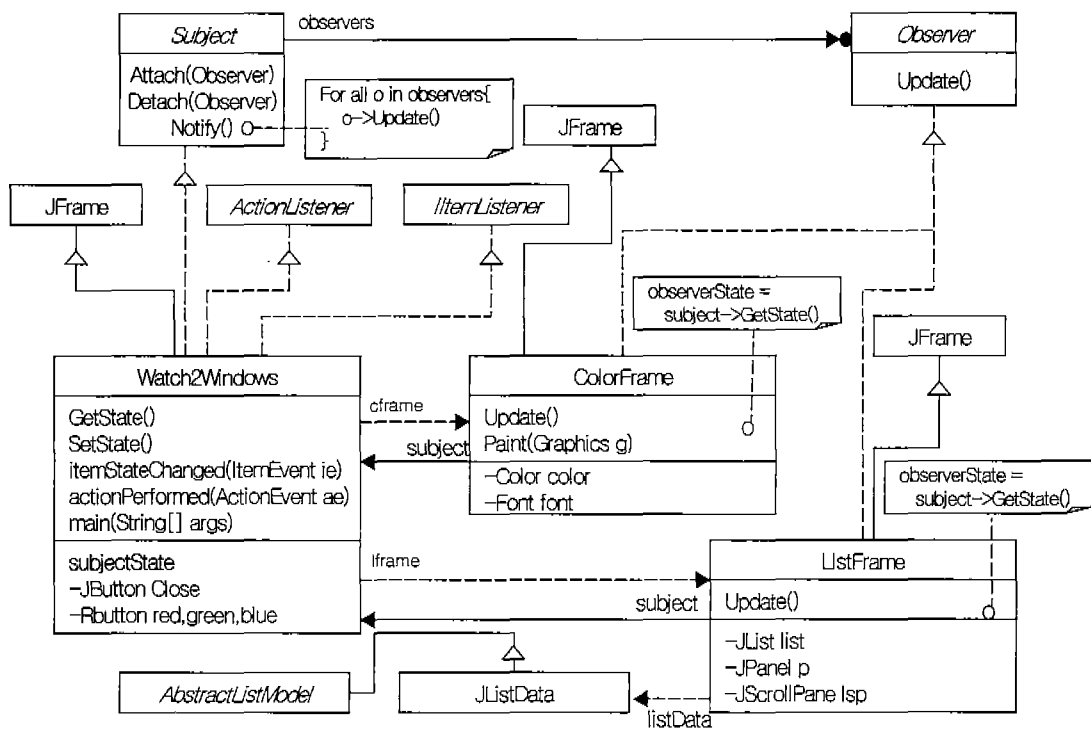 Subject
observers
Observer
Attach(Observer)
Detach(Observer)
Notify()
For all o in observers{
o->Update()
}
Update()
JFrame
JFrame
ActionListener
IItemListener
observerState =
subject->GetState()
JFrame
Watch2Windows
GetState()
SetState()
itemStateChanged(ItemEvent ie)
actionPerformed(ActionEvent ae)
main(String[] args)
subjectState
-JButton Close
-Rbutton red,green,blue
cframe
subject
ColorFrame
Update()
Paint(Graphics g)
-Color color
-Font font
observerState =
subject->GetState()
lframe
subject
LIstFrame
Update()
-JList list
-JPanel p
-JScrollPane lsp
AbstractListModel
JListData
listData